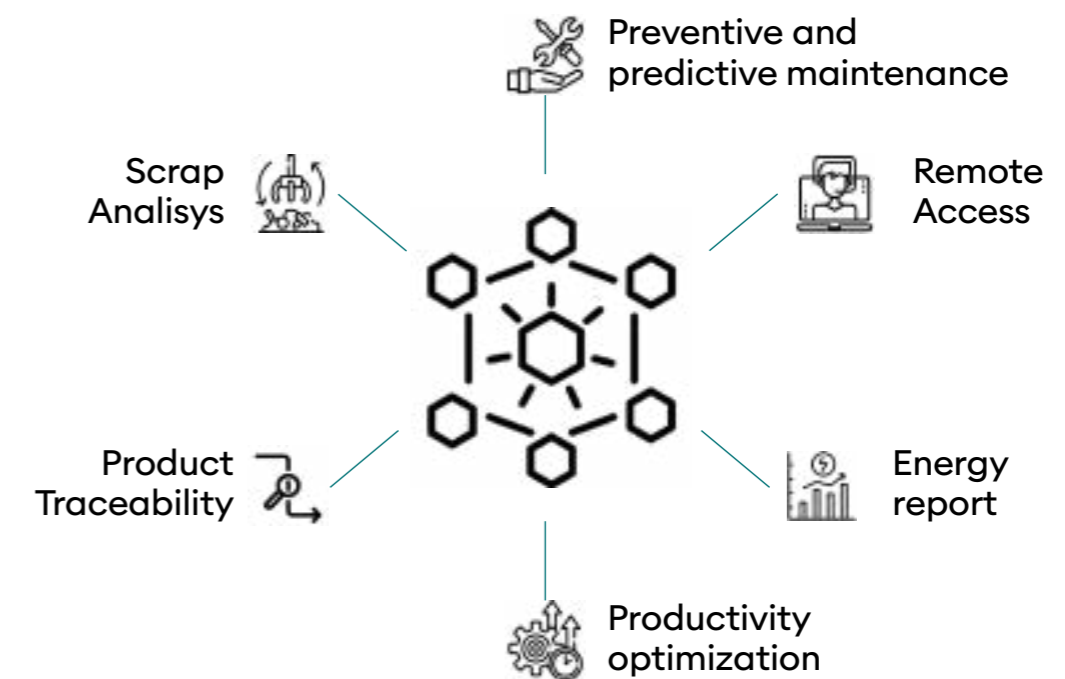 Preventive and
predictive maintenance
Scrap
Analisys
Remote
Access
Product
Traceability
Energy
report
Productivity
optimization